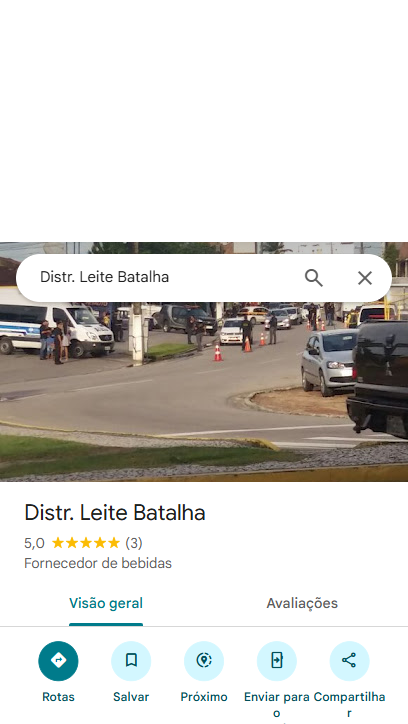 Distr. Leite Batalha
Distr. Leite Batalha
5,0 (3)
Fornecedor de bebidas
Visão geral Avaliações
Rotas Salvar Próximo Enviar para o Compartilhar